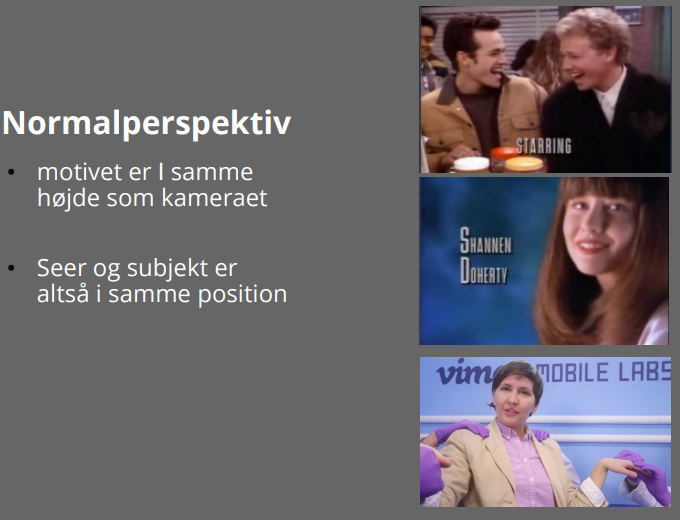 Normalperspektiv
motivet er I samme
højde som kameraet
Seer og subjekt er
altså i samme position
STARRING
SHANNEN
DOHERTY
MOBILE LABS